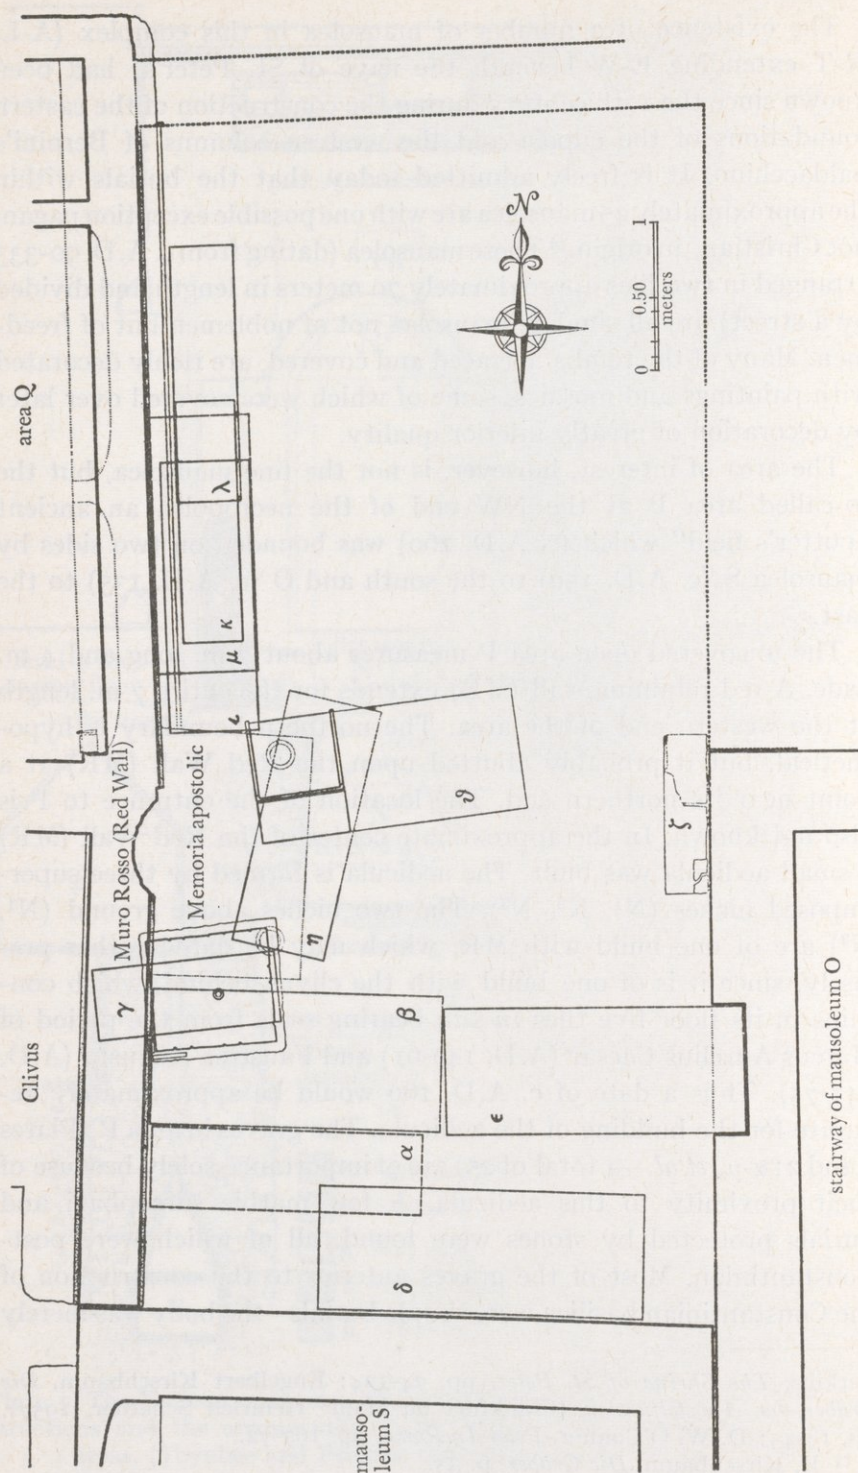 area Q
N
0 0.50
meters
λ
κ
μ
Muro Rosso (Red Wall)
Memoria apostolic
ι
ϑ
ζ
Clivus
γ
η
β
ε
α
δ
stairway of mausoleum O
mauso-
leum S